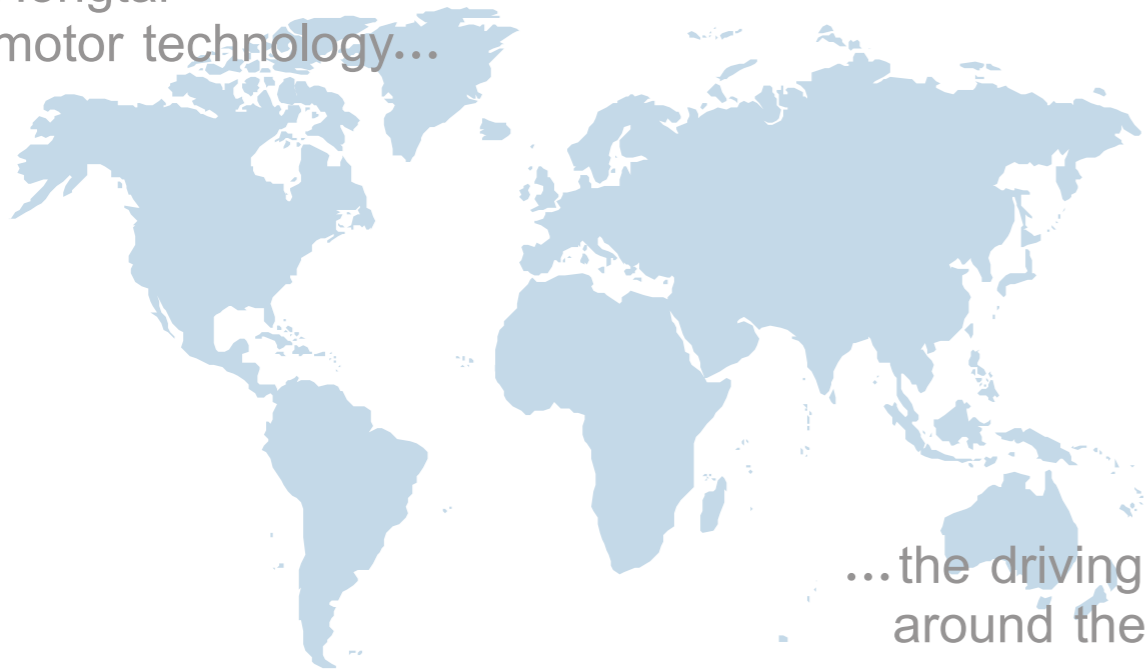 motor technology...
...the driving
around the